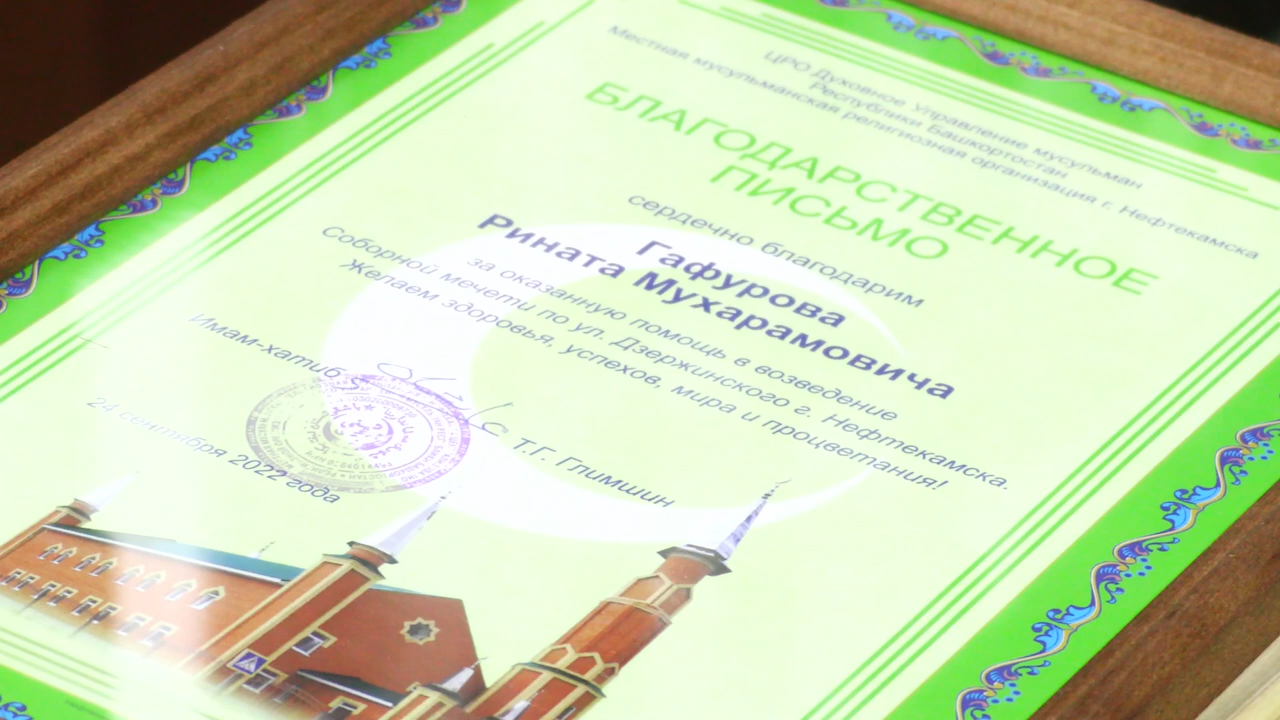 ЦРО Духовное Управление мусульман
Республики Башкортостан
Местная мусульманская религиозная организация г. Нефтекамска
БЛАГОДАРСТВЕННОЕ
ПИСЬМО
сердечно благодарим
Гафурова
Рината Мухарамовича
за оказанную помощь в возведение
Соборной мечети по ул. Дзержинского г. Нефтекамска.
Желаем здоровья, успехов, мира и процветания!
Имам-хатиб Т.Г. Глимшин
24 сентября 2022 года